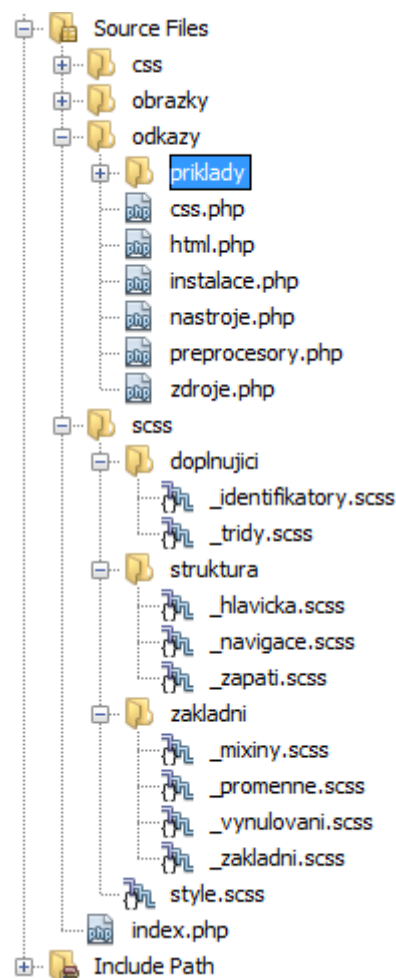 Source Files
css
obrazky
odkazy
priklady
css.php
html.php
instalace.php
nastroje.php
preprocesory.php
zdroje.php
scss
doplnujici
_identifikatory.scss
_tridy.scss
struktura
_hlavicka.scss
_navigace.scss
_zapati.scss
zakladni
_mixiny.scss
_promenne.scss
_vynulovani.scss
_zakladni.scss
style.scss
index.php
Include Path